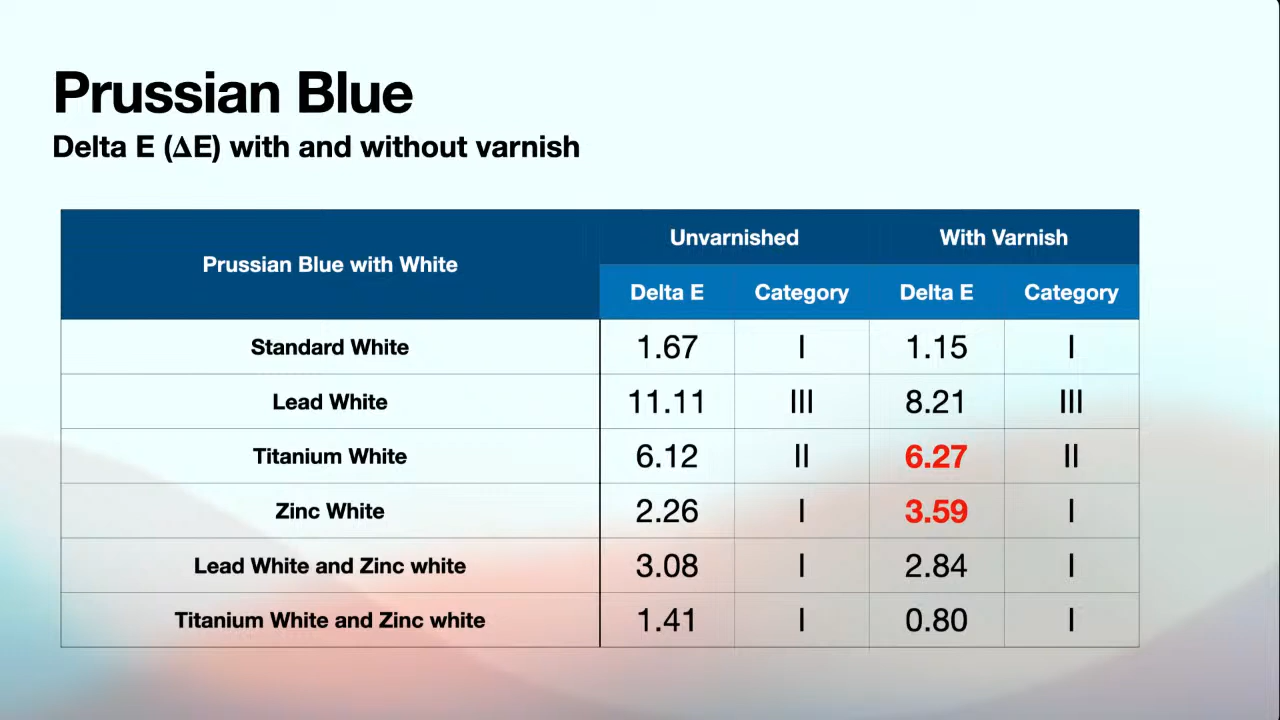 Prussian Blue
Delta E (ΔE) with and without varnish
Prussian Blue with White
Unvarnished With Varnish
Delta E Category Delta E Category
Standard White 1.67 I 1.15 I
Lead White 11.11 III 8.21 III
Titanium White 6.12 II 6.27 II
Zinc White 2.26 I 3.59 I
Lead White and Zinc white 3.08 I 2.84 I
Titanium White and Zinc white 1.41 I 0.80 I